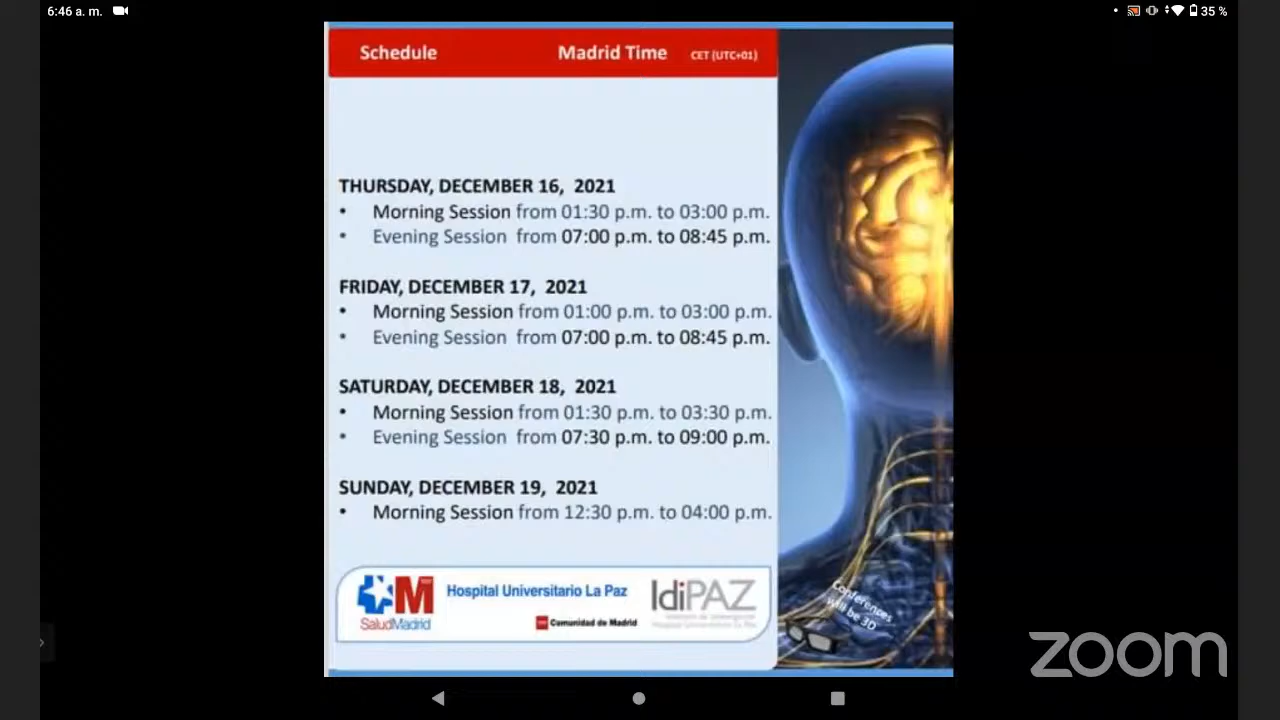 6:46 a. m.
35 %
Schedule Madrid Time CET (UTC+01)
THURSDAY, DECEMBER 16, 2021
• Morning Session from 01:30 p.m. to 03:00 p.m.
• Evening Session from 07:00 p.m. to 08:45 p.m.
FRIDAY, DECEMBER 17, 2021
• Morning Session from 01:00 p.m. to 03:00 p.m.
• Evening Session from 07:00 p.m. to 08:45 p.m.
SATURDAY, DECEMBER 18, 2021
• Morning Session from 01:30 p.m. to 03:30 p.m.
• Evening Session from 07:30 p.m. to 09:00 p.m.
SUNDAY, DECEMBER 19, 2021
• Morning Session from 12:30 p.m. to 04:00 p.m.
M
SaludMadrid
Hospital Universitario La Paz
Comunidad de Madrid
IdiPAZ
Conferences
will be 3D
zoom